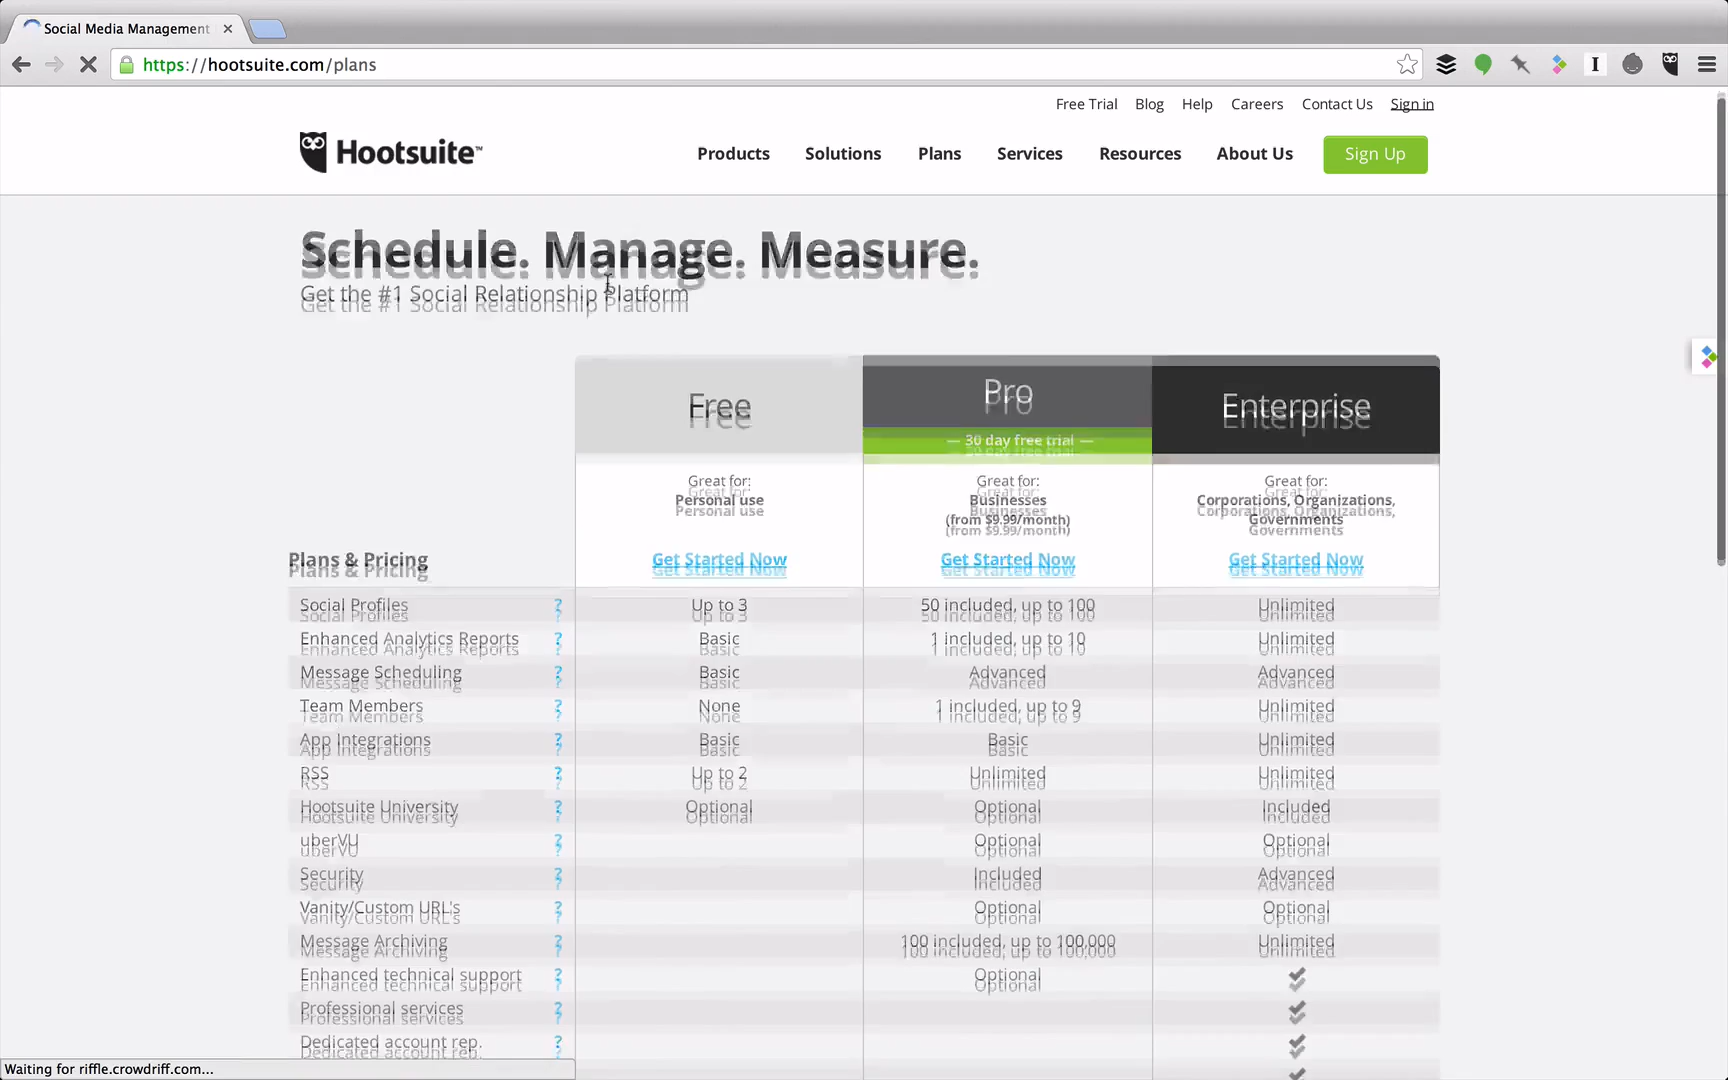 Social Media Management
https://hootsuite.com/plans
Free Trial Blog Help Careers Contact Us Sign in
Hootsuite™ Products Solutions Plans Services Resources About Us Sign Up
Schedule. Manage. Measure.
Get the #1 Social Relationship Platform
Free Pro Enterprise
— 30 day free trial —
Great for: Great for: Great for:
Personal use Businesses Corporations, Organizations,
(from $9.99/month) Governments
Plans & Pricing Get Started Now Get Started Now Get Started Now
Social Profiles ? Up to 3 50 included, up to 100 Unlimited
Enhanced Analytics Reports ? Basic 1 included, up to 10 Unlimited
Message Scheduling ? Basic Advanced Advanced
Team Members ? None 1 included, up to 9 Unlimited
App Integrations ? Basic Basic Unlimited
RSS ? Up to 2 Unlimited Unlimited
Hootsuite University ? Optional Optional Included
uberVU ? Optional Optional
Security ? Included Advanced
Vanity/Custom URL's ? Optional Optional
Message Archiving ? 100 included, up to 100,000 Unlimited
Enhanced technical support ? Optional ✔
Professional services ? ✔
Dedicated account rep. ? ✔
Waiting for riffle.crowdriff.com...